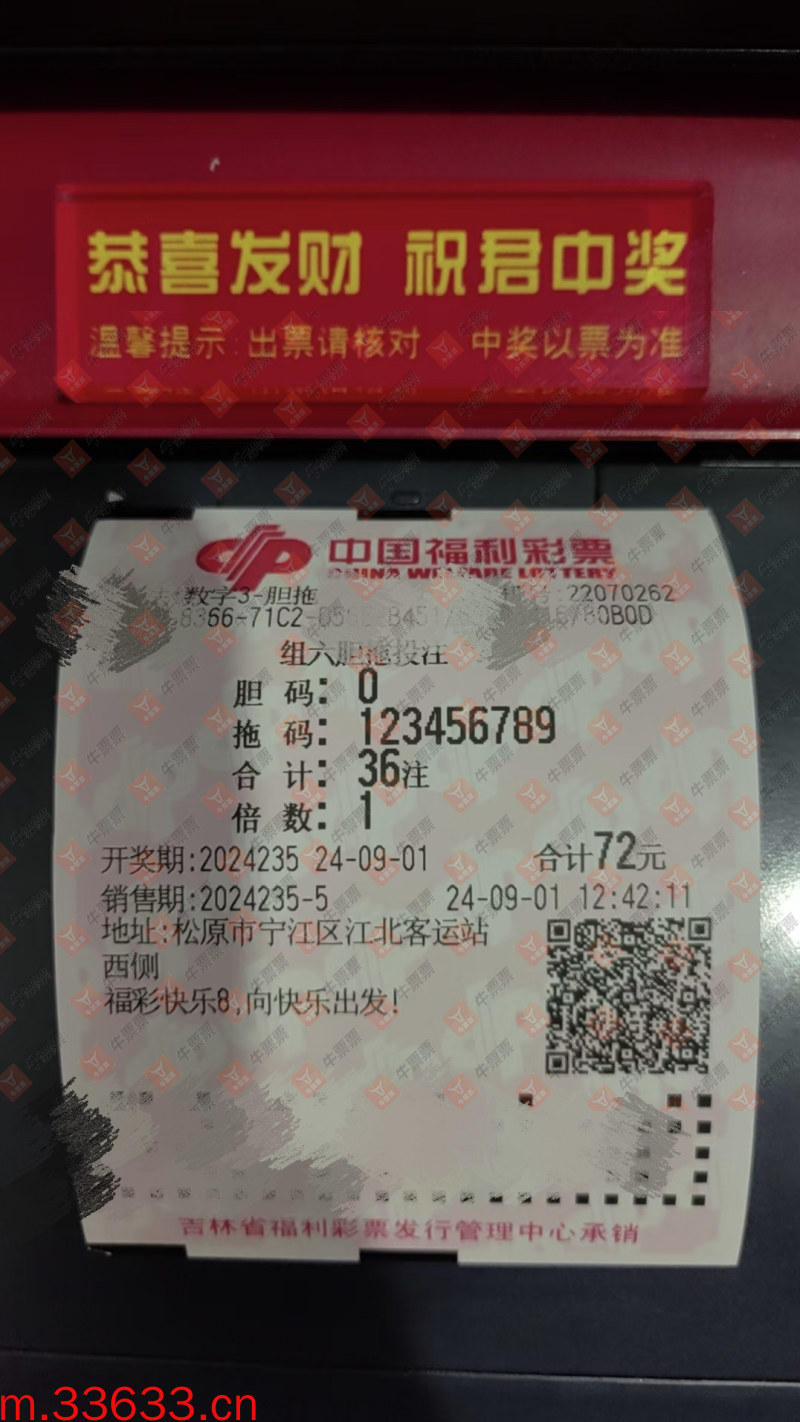 恭喜发财 祝君中奖
温馨提示:出票请核对 中奖以票为准
中国福利彩票
CHINA WELFARE LOTTERY
数字3-胆拖
:22070262
8366-71C2-
组六胆拖投注
胆 码: 0
拖 码: 123456789
合 计: 36注
倍 数: 1
开奖期:2024235 24-09-01 合计72元
销售期:2024235-5 24-09-01 12:42:11
地址:松原市宁江区江北客运站
西侧
福彩快乐8,向快乐出发!
吉林省福利彩票发行管理中心承销
牛票票
m.33633.cn